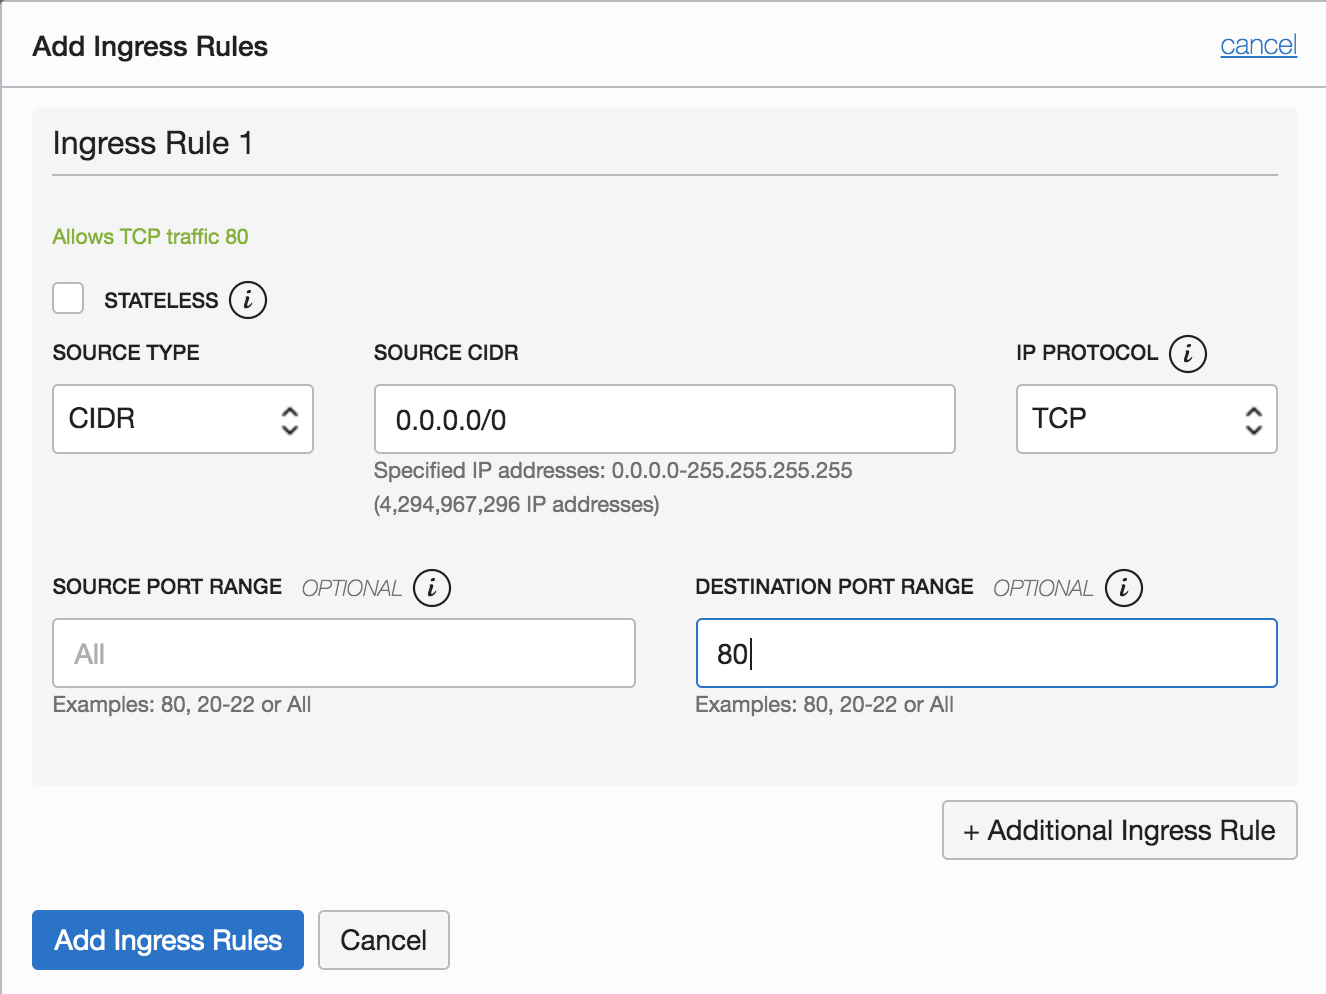 Add Ingress Rules
cancel
Ingress Rule 1
Allows TCP traffic 80
STATELESS i
SOURCE TYPE
SOURCE CIDR
IP PROTOCOL i
CIDR
0.0.0.0/0
TCP
Specified IP addresses: 0.0.0.0-255.255.255.255
(4,294,967,296 IP addresses)
SOURCE PORT RANGE OPTIONAL i
DESTINATION PORT RANGE OPTIONAL i
All
80
Examples: 80, 20-22 or All
Examples: 80, 20-22 or All
+ Additional Ingress Rule
Add Ingress Rules
Cancel